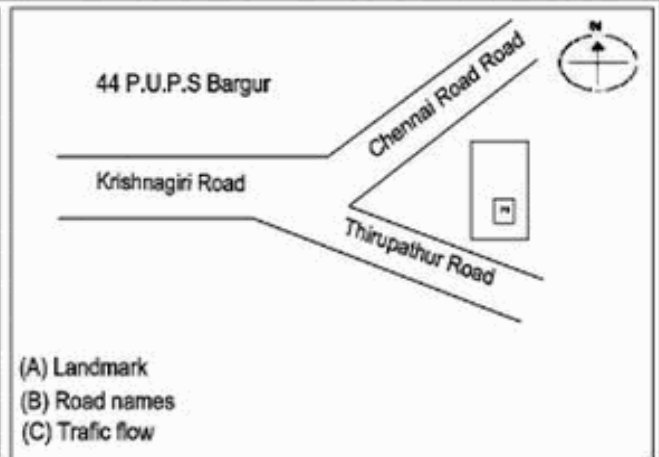 N
44 P.U.P.S Bargur
Chennai Road Road
Krishnagiri Road
Thirupathur Road
(A) Landmark
(B) Road names
(C) Trafic flow